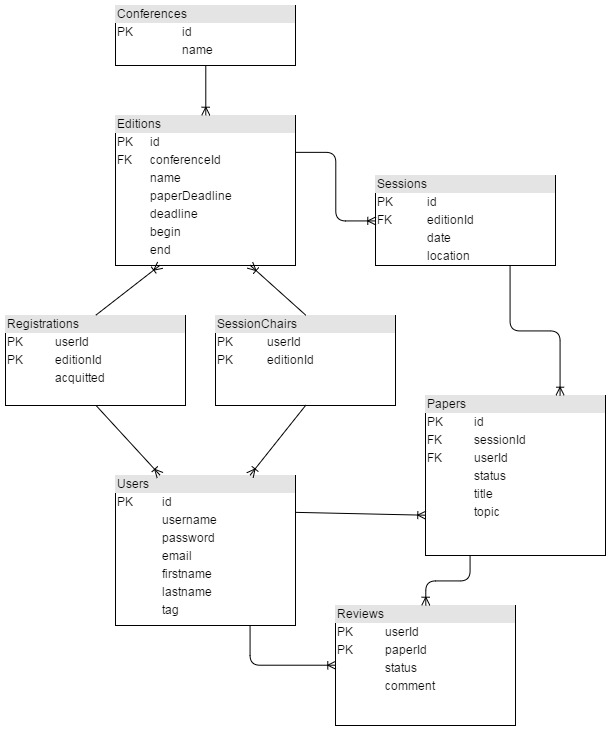 Conferences
PK id
name
Editions
PK id
FK conferenceId
name
paperDeadline
deadline
begin
end
Sessions
PK id
FK editionId
date
location
Registrations
PK userId
PK editionId
acquitted
SessionChairs
PK userId
PK editionId
Papers
PK id
FK sessionId
FK userId
status
title
topic
Users
PK id
username
password
email
firstname
lastname
tag
Reviews
PK userId
PK paperId
status
comment